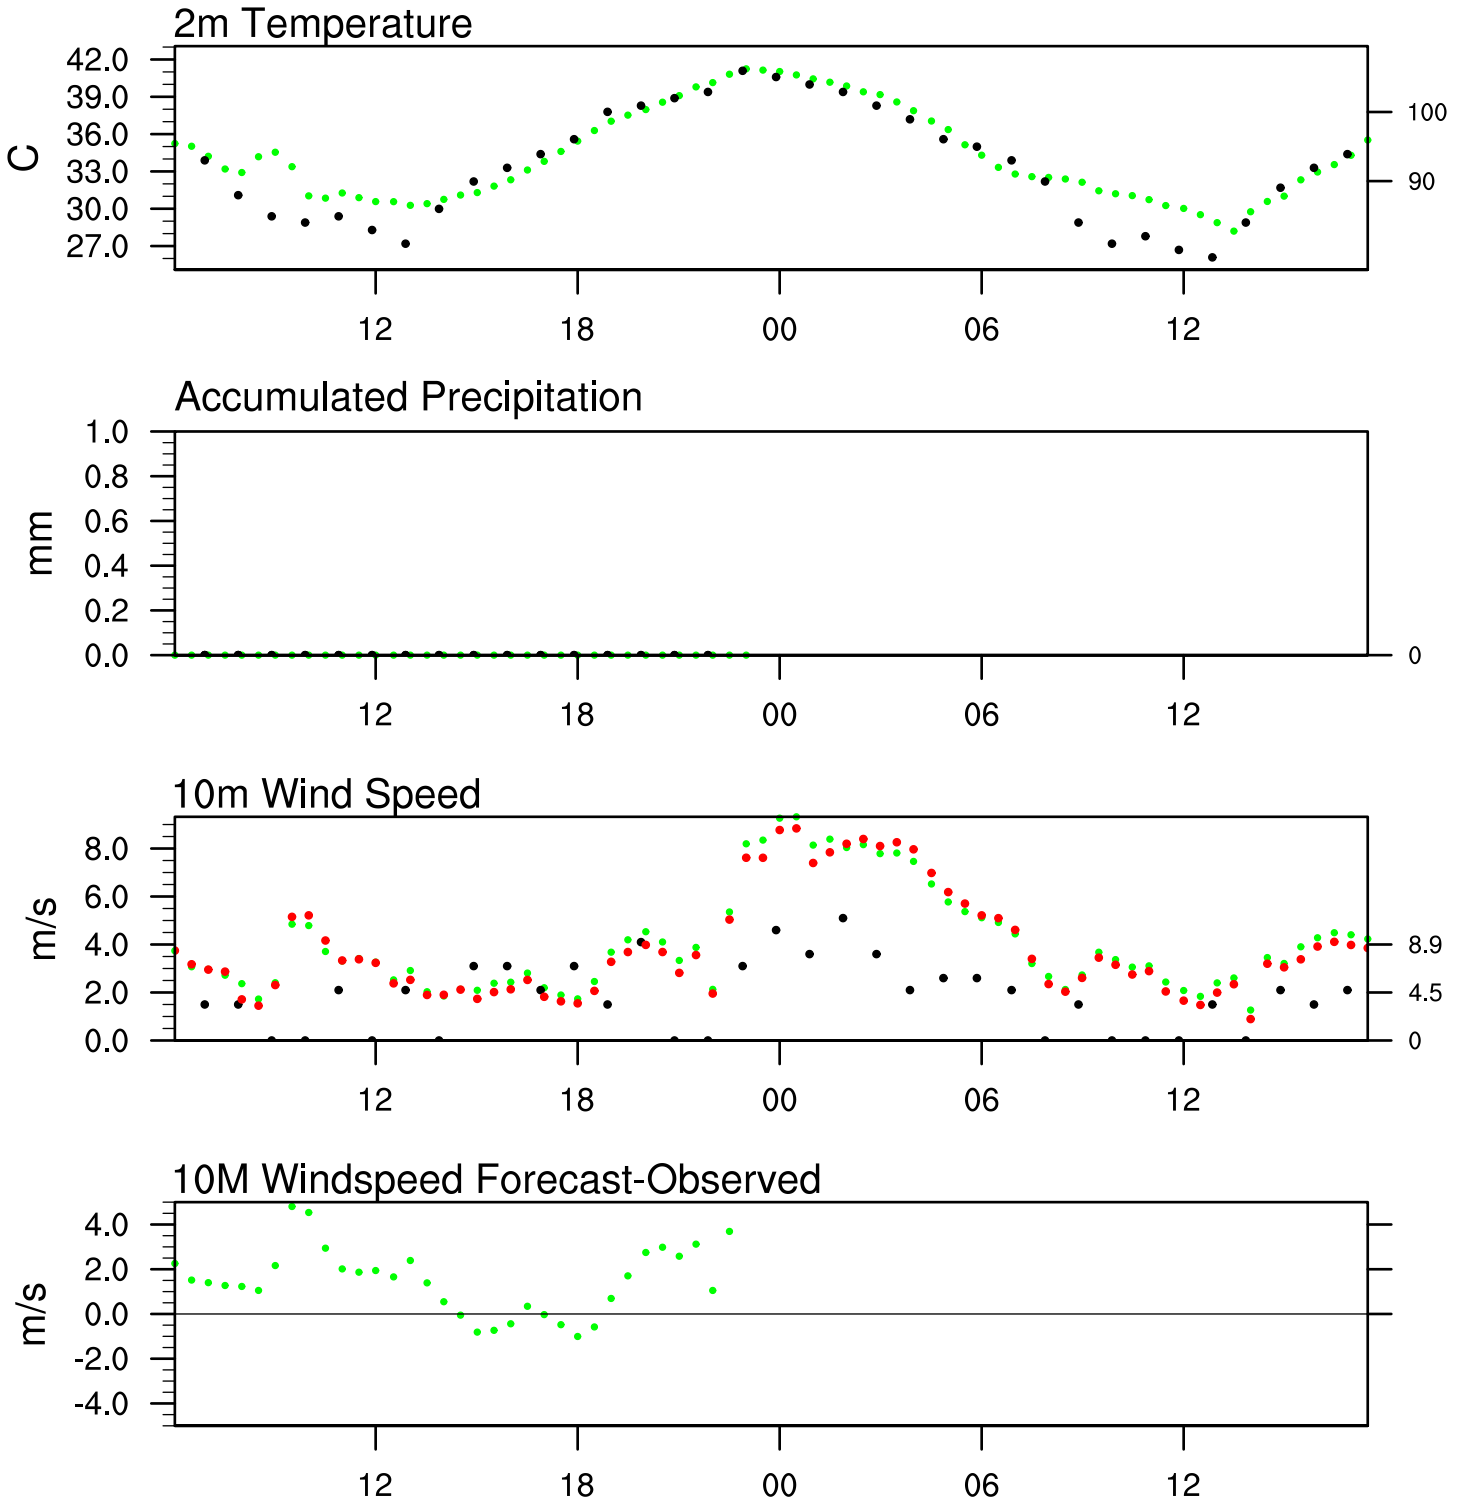 2m Temperature
42.0
39.0
36.0
33.0
30.0
27.0
C
100
90
12 18 00 06 12
Accumulated Precipitation
1.0
0.8
0.6
0.4
0.2
0.0
mm
0
12 18 00 06 12
10m Wind Speed
8.0
6.0
4.0
2.0
0.0
m/s
8.9
4.5
0
12 18 00 06 12
10M Windspeed Forecast-Observed
4.0
2.0
0.0
-2.0
-4.0
m/s
12 18 00 06 12